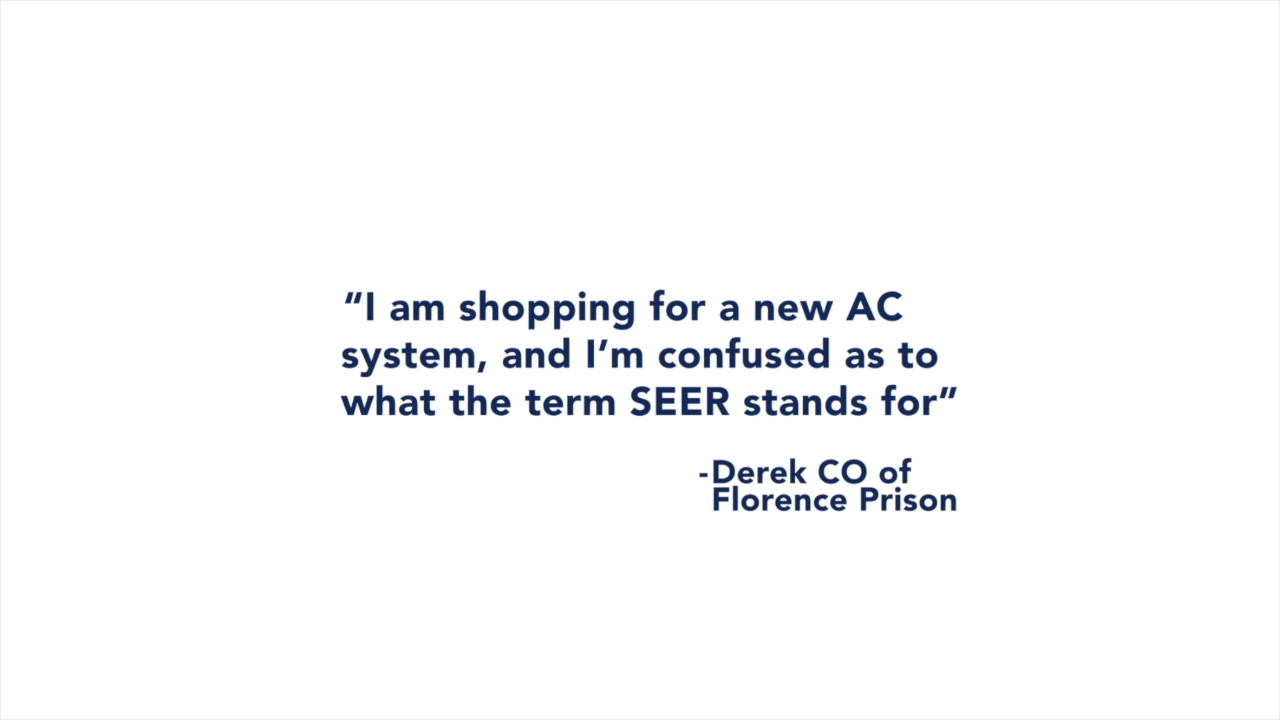 “I am shopping for a new AC
system, and I’m confused as to
what the term SEER stands for”
-Derek CO of
Florence Prison